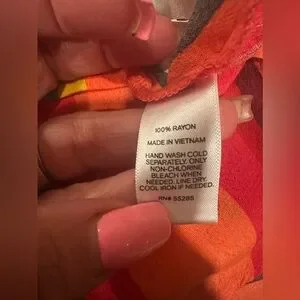 100% RAYON
MADE IN VIETNAM
HAND WASH COLD
SEPARATELY. ONLY
NON-CHLORINE
BLEACH WHEN
NEEDED. LINE DRY.
COOL IRON IF NEEDED.
RN# 55285